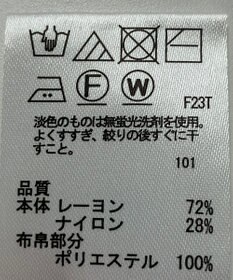 F
W
F23T
淡色のものは無蛍光洗剤を使用。
よくすすぎ、絞りの後すぐに干
すこと。
101
品質
本体 レーヨン 72%
ナイロン 28%
布帛部分
ポリエステル 100%